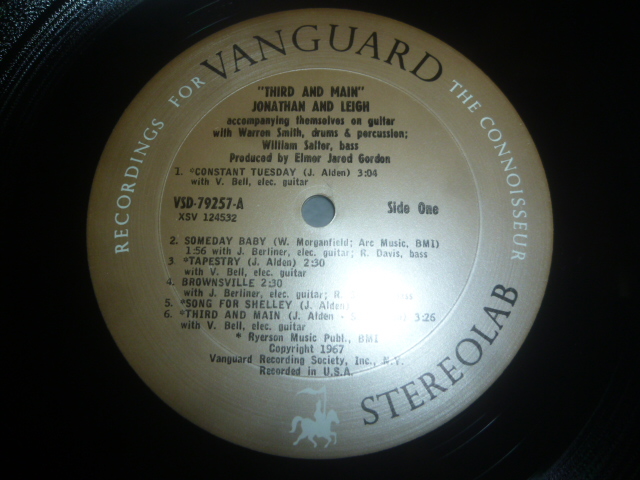 RECORDINGS FOR VANGUARD THE CONNOISSEUR
"THIRD AND MAIN"
JONATHAN AND LEIGH
accompanying themselves on guitar
with Warren Smith, drums & percussion;
William Salter, bass
Produced by Elmer Jared Gordon
1. *CONSTANT TUESDAY (J. Alden) 3:04
with V. Bell, elec. guitar
VSD-79257-A
Side One
XSV 124532
2. SOMEDAY BABY (W. Morganfield; Arc Music, BMI)
1:56 with J. Berliner, elec. guitar; R. Davis, bass
3. *TAPESTRY (J. Alden) 2:30
with V. Bell, elec. guitar
4. BROWNSVILLE 2:30
with J. Berliner, elec. guitar;
5. *SONG FOR SHELLEY (J. Alden)
6. *THIRD AND MAIN (J. Alden - 3:26
with V. Bell, elec. guitar
* Ryerson Music Publ., BMI
Copyright 1967
Vanguard Recording Society, Inc., N.Y.
Recorded in U.S.A.
STEREOLAB